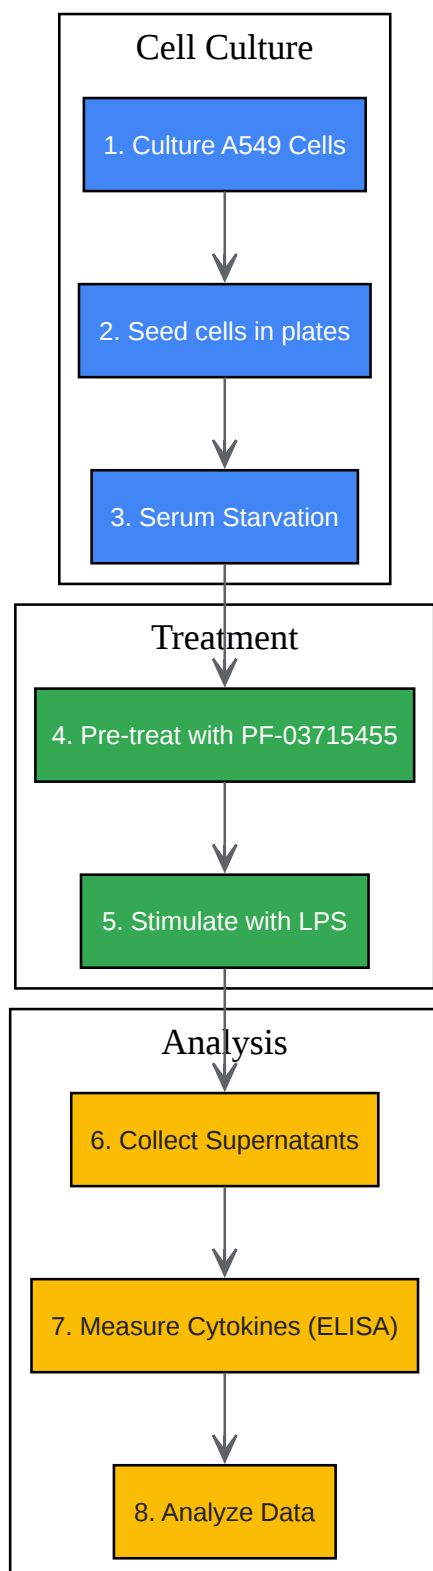 Cell Culture
1. Culture A549 Cells
2. Seed cells in plates
3. Serum Starvation
Treatment
4. Pre-treat with PF-03715455
5. Stimulate with LPS
Analysis
6. Collect Supernatants
7. Measure Cytokines (ELISA)
8. Analyze Data